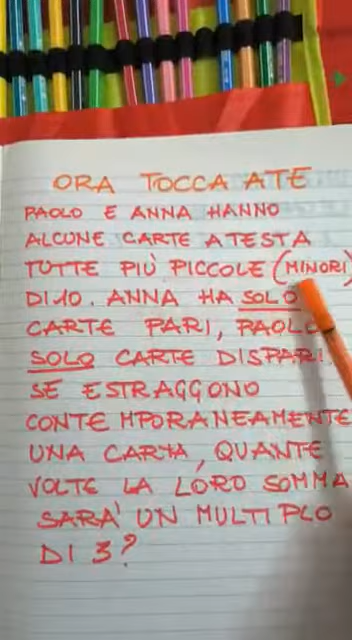 ORA TOCCA A TE
PAOLO E ANNA HANNO
ALCUNE CARTE A TESTA
TUTTE PIÙ PICCOLE (MINORI)
DI 10. ANNA HA SOLO
CARTE PARI, PAOLO
SOLO CARTE DISPARI.
SE ESTRAGGONO
CONTEMPORANEAMENTE
UNA CARTA, QUANTE
VOLTE LA LORO SOMMA
SARA' UN MULTIPLO
DI 3?